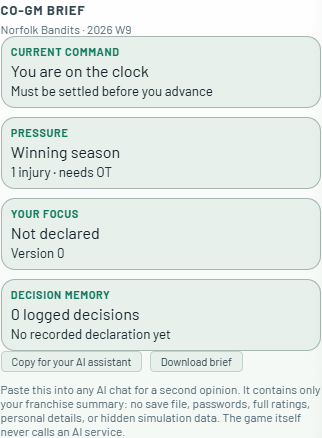 CO-GM BRIEF
Norfolk Bandits · 2026 W9
CURRENT COMMAND
You are on the clock
Must be settled before you advance
PRESSURE
Winning season
1 injury · needs OT
YOUR FOCUS
Not declared
Version 0
DECISION MEMORY
0 logged decisions
No recorded declaration yet
Copy for your AI assistant
Download brief
Paste this into any AI chat for a second opinion. It contains only
your franchise summary: no save file, passwords, full ratings,
personal details, or hidden simulation data. The game itself
never calls an AI service.